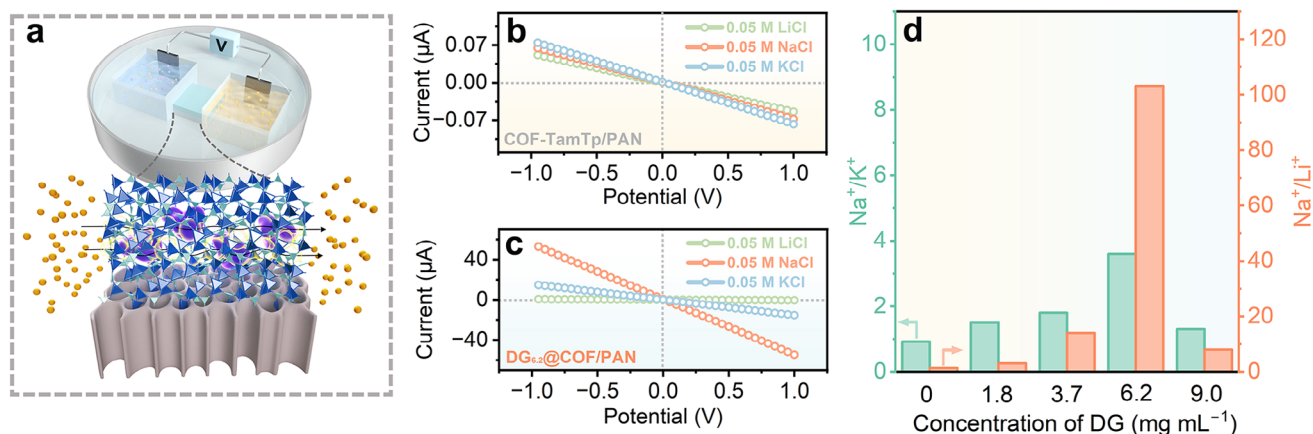 a
V
b
0.05 M LiCl
0.05 M NaCl
0.05 M KCl
COF-TamTp/PAN
Current (μA)
0.07
0.00
−0.07
−1.0 −0.5 0.0 0.5 1.0
Potential (V)
c
0.05 M LiCl
0.05 M NaCl
0.05 M KCl
DG₆.₂@COF/PAN
Current (μA)
40
0
−40
−1.0 −0.5 0.0 0.5 1.0
Potential (V)
d
Na⁺/K⁺
10
8
6
4
2
0
Na⁺/Li⁺
120
100
80
60
40
20
0
0 1.8 3.7 6.2 9.0
Concentration of DG (mg mL⁻¹)